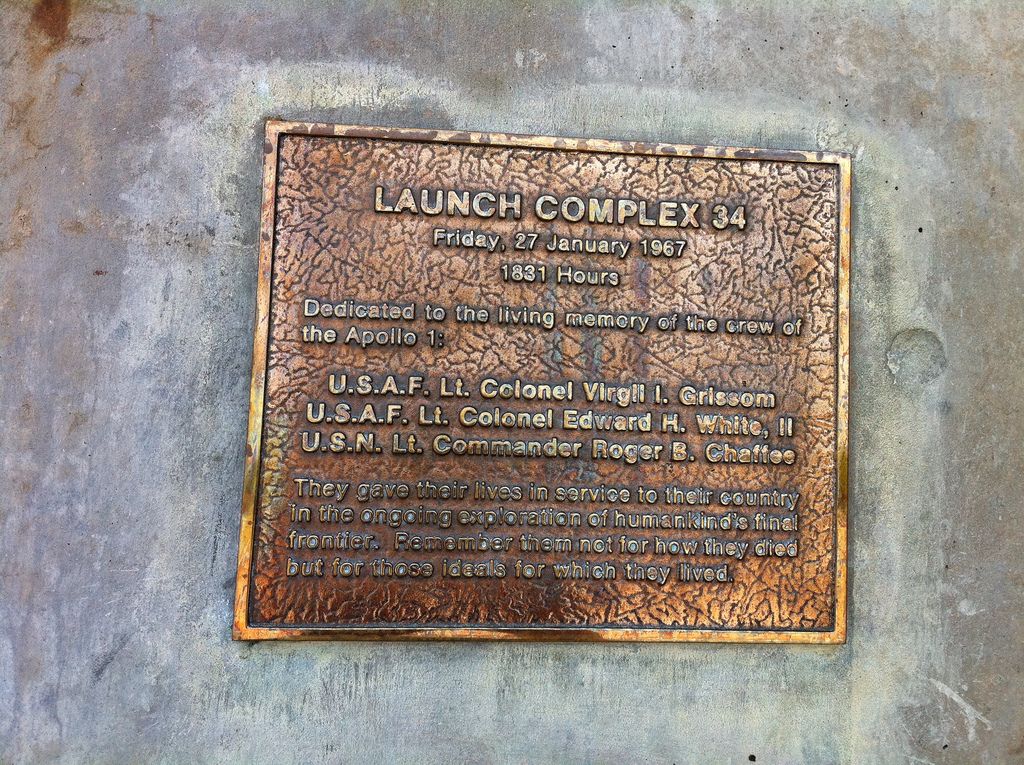 LAUNCH COMPLEX 34
Friday, 27 January 1967
1831 Hours
Dedicated to the living memory of the crew of
the Apollo 1:
U.S.A.F. Lt. Colonel Virgil I. Grissom
U.S.A.F. Lt. Colonel Edward H. White, II
U.S.N. Lt. Commander Roger B. Chaffee
They gave their lives in service to their country
in the ongoing exploration of humankind's final
frontier. Remember them not for how they died
but for those ideals for which they lived.